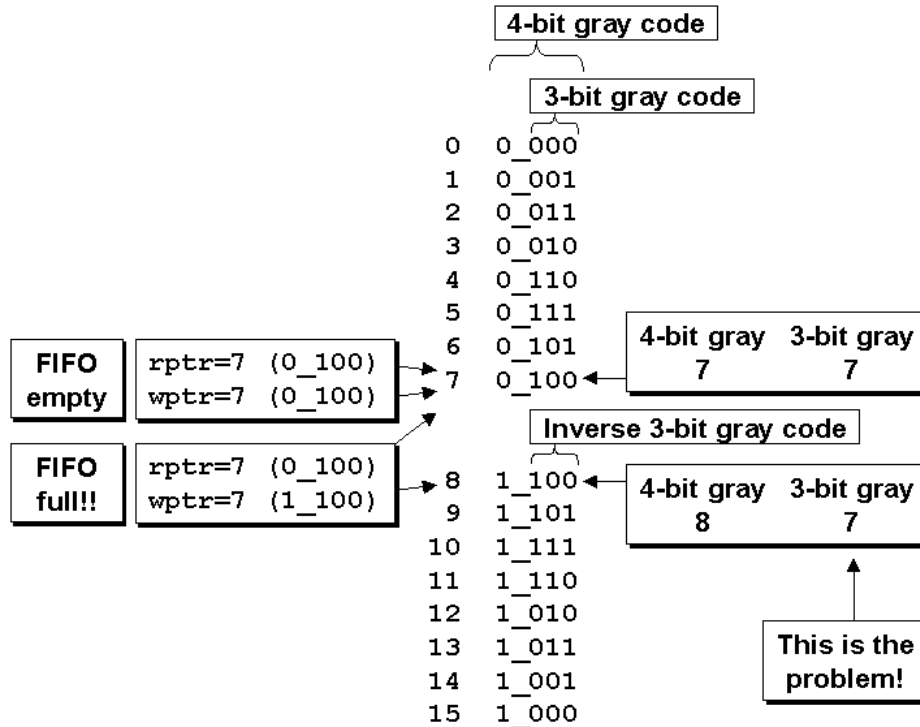 4-bit gray code
3-bit gray code
0 0_000
1 0_001
2 0_011
3 0_010
4 0_110
5 0_111
6 0_101
7 0_100
FIFO
empty
rptr=7 (0_100)
wptr=7 (0_100)
4-bit gray 3-bit gray
7 7
Inverse 3-bit gray code
FIFO
full!!
rptr=7 (0_100)
wptr=7 (1_100)
8 1_100
9 1_101
10 1_111
11 1_110
12 1_010
13 1_011
14 1_001
15 1_000
4-bit gray 3-bit gray
8 7
This is the
problem!